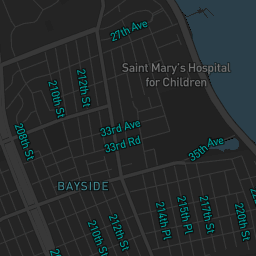 27th Ave
Saint Mary's Hospital
for Children
210th St
212th St
208th St
33rd Ave
33rd Rd
35th Ave
BAYSIDE
210th St
212th St
214th Pl
215th Pl
217th St
220th St